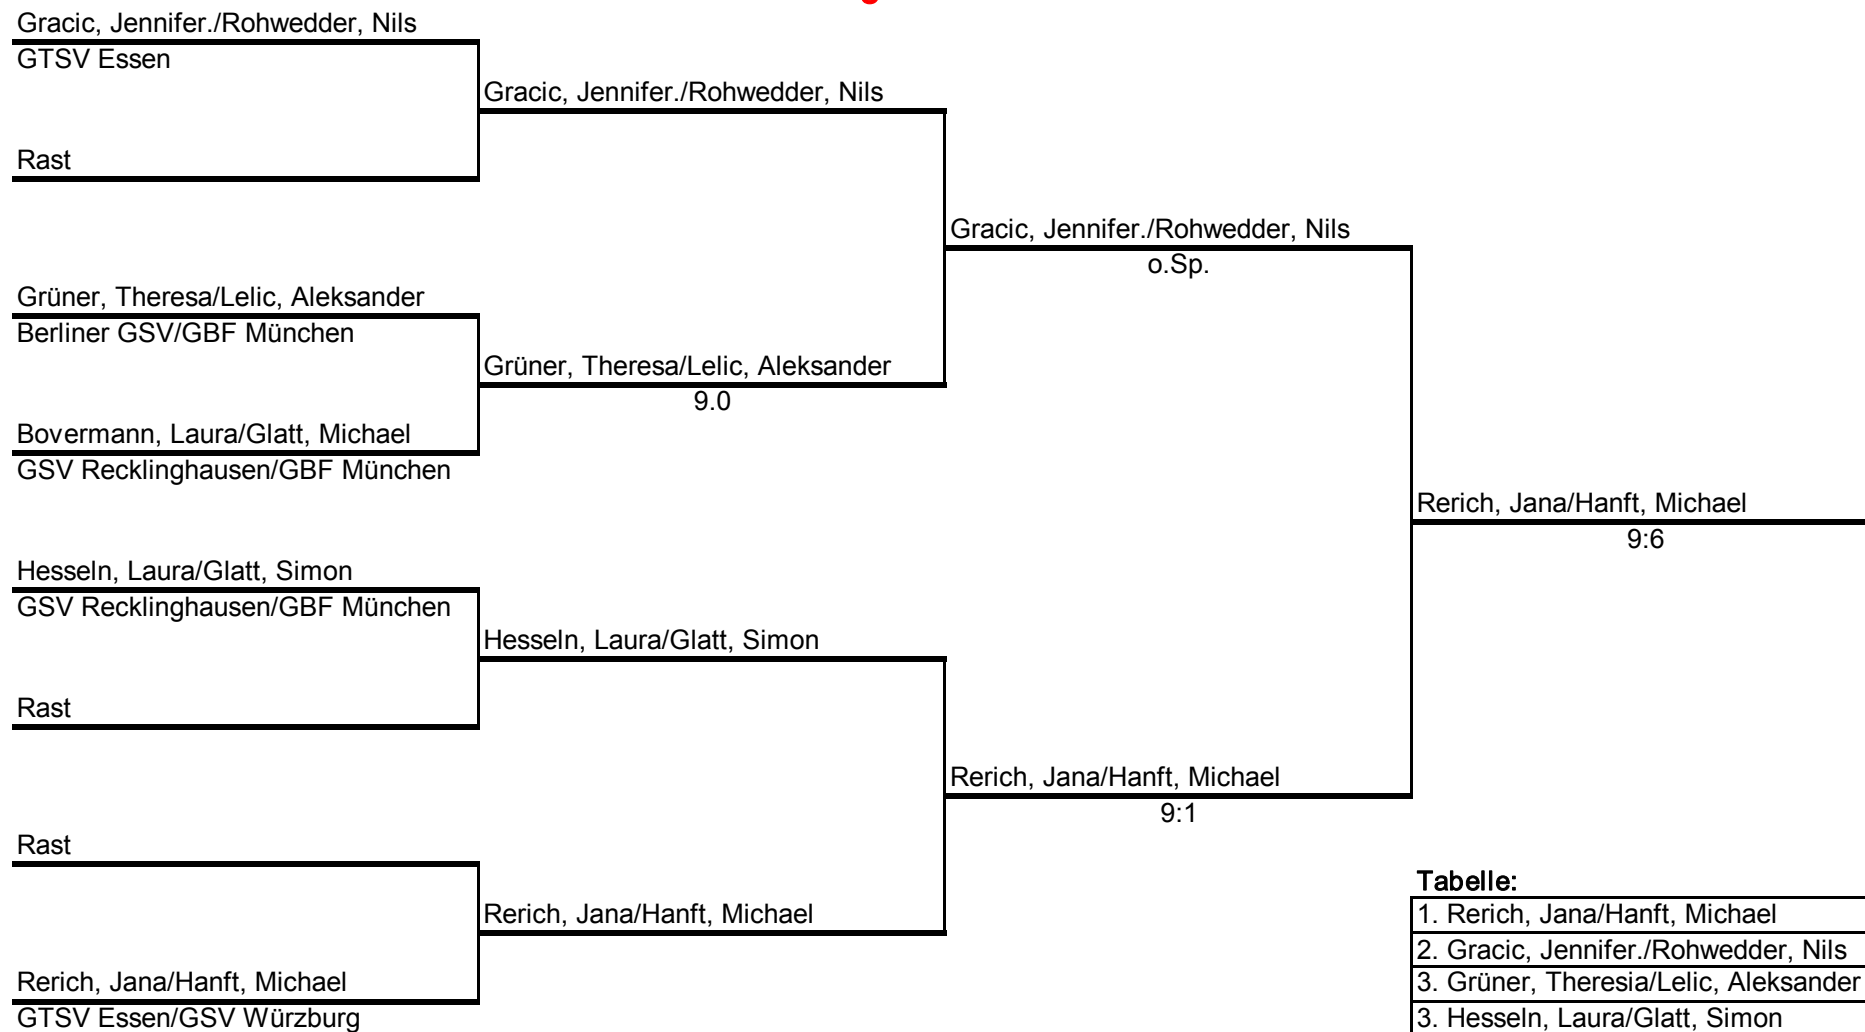 Gracic, Jennifer./Rohwedder, Nils
GTSV Essen
Gracic, Jennifer./Rohwedder, Nils
Rast
Gracic, Jennifer./Rohwedder, Nils
o.Sp.
Grüner, Theresa/Lelic, Aleksander
Berliner GSV/GBF München
Grüner, Theresa/Lelic, Aleksander
9.0
Bovermann, Laura/Glatt, Michael
GSV Recklinghausen/GBF München
Rerich, Jana/Hanft, Michael
9:6
Hesseln, Laura/Glatt, Simon
GSV Recklinghausen/GBF München
Hesseln, Laura/Glatt, Simon
Rast
Rerich, Jana/Hanft, Michael
9:1
Rast
Rerich, Jana/Hanft, Michael
Rerich, Jana/Hanft, Michael
GTSV Essen/GSV Würzburg
Tabelle:
1. Rerich, Jana/Hanft, Michael
2. Gracic, Jennifer./Rohwedder, Nils
3. Grüner, Theresia/Lelic, Aleksander
3. Hesseln, Laura/Glatt, Simon